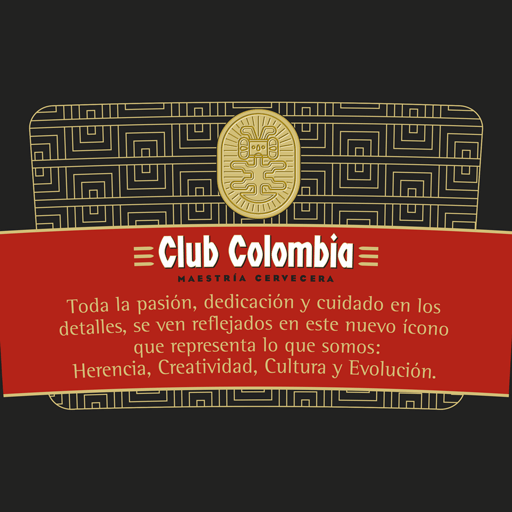 Club Colombia
MAESTRÍA CERVECERA
Toda la pasión, dedicación y cuidado en los
detalles, se ven reflejados en este nuevo ícono
que representa lo que somos:
Herencia, Creatividad, Cultura y Evolución.